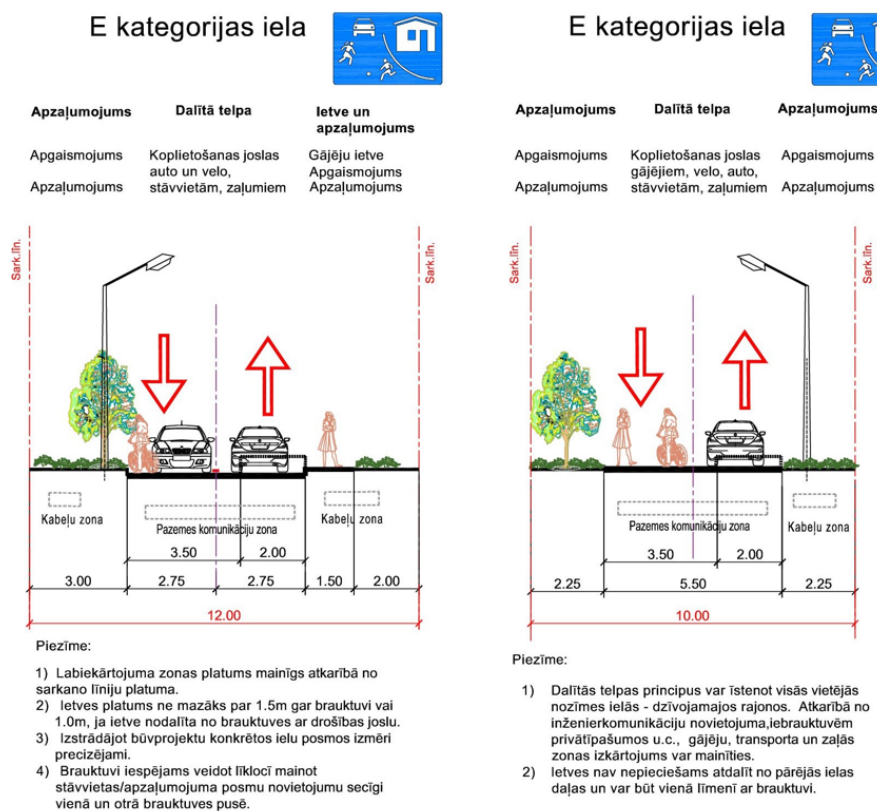 E kategorijas iela
Apzaļumojums
Dalītā telpa
Ietve un
apzaļumojums
Apgaismojums
Apzaļumojums
Koplietošanas joslas
auto un velo,
stāvvietām, zaļumiem
Gājēju ietve
Apgaismojums
Apzaļumojums
Sark.līn.
Sark.līn.
Kabeļu zona
Pazemes komunikāciju zona
Kabeļu zona
3.50
2.00
3.00
2.75
2.75
1.50
2.00
12.00
Piezīme:
1) Labiekārtojuma zonas platums mainīgs atkarībā no
sarkano līniju platuma.
2) Ietves platums ne mazāks par 1.5m gar brauktuvi vai
1.0m, ja ietve nodalīta no brauktuves ar drošības joslu.
3) Izstrādājot būvprojektu konkrētos ielu posmos izmēri
precizējami.
4) Brauktuvi iespējams veidot līklocī mainot
stāvvietas/apzaļumojuma posmu novietojumu secīgi
vienā un otrā brauktuves pusē.
E kategorijas iela
Apzaļumojums
Dalītā telpa
Apzaļumojums
Apgaismojums
Apzaļumojums
Koplietošanas joslas
gājējiem, velo, auto,
stāvvietām, zaļumiem
Apgaismojums
Apzaļumojums
Sark.līn.
Sark.līn.
Pazemes komunikāciju zona
Kabeļu zona
3.50
2.00
2.25
5.50
2.25
10.00
Piezīme:
1) Dalītās telpas principus var īstenot visās vietējās
nozīmes ielās - dzīvojamajos rajonos. Atkarībā no
inženierkomunikāciju novietojuma,iebrauktuvēm
privātīpašumos u.c., gājēju, transporta un zaļās
zonas izkārtojums var mainīties.
2) Ietves nav nepieciešams atdalīt no pārējās ielas
daļas un var būt vienā līmenī ar brauktuvi.